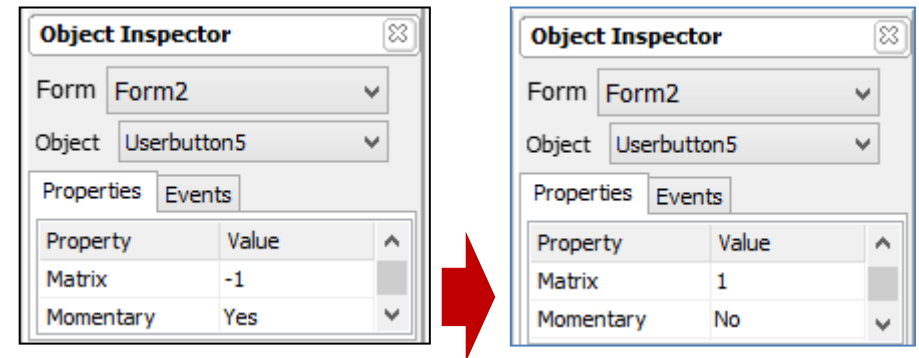 Object Inspector
Form Form2
Object Userbutton5
Properties Events
Property Value
Matrix -1
Momentary Yes
Object Inspector
Form Form2
Object Userbutton5
Properties Events
Property Value
Matrix 1
Momentary No